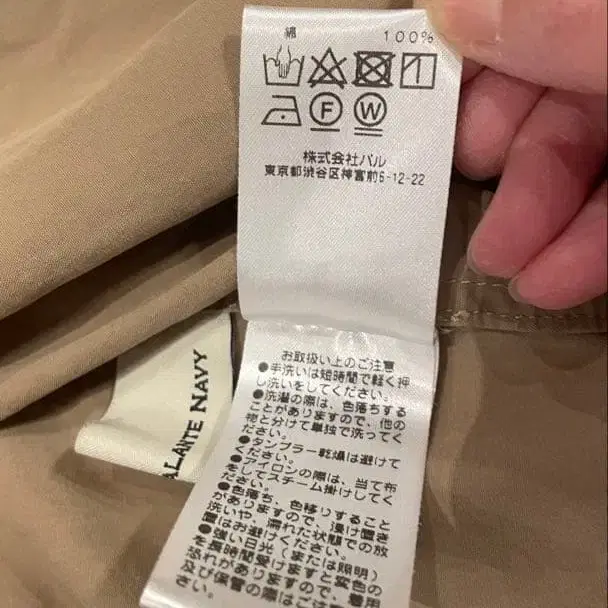 綿 100%
F W
株式会社パル
東京都渋谷区神宮前6-12-22
お取扱い上のご注意
●手洗いは短時間で軽く押
し洗いをしてください。
●洗濯の際は、色落ちする
ことがありますので、他の
物と分けて単独で洗ってく
ださい。
●タンブラー乾燥は避けて
ください。
●アイロンの際は、当て布
をしてスチーム掛けしてく
ださい。
●色落ち、色移りすること
がありますので、浸け置き
洗いや、濡れた状態での放
置はお避けください。
●強い日光(または照明)
を長時間受けますと変色の
恐れがありますので、着用
及び保管の際はご注
さい。
ALANTE NAVY